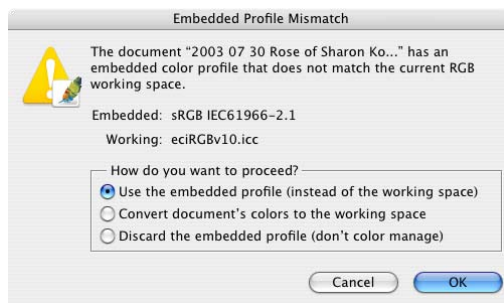 Embedded Profile Mismatch
The document “2003 07 30 Rose of Sharon Ko...” has an
embedded color profile that does not match the current RGB
working space.
Embedded: sRGB IEC61966-2.1
Working: eciRGBv10.icc
How do you want to proceed?
Use the embedded profile (instead of the working space)
Convert document’s colors to the working space
Discard the embedded profile (don’t color manage)
Cancel OK